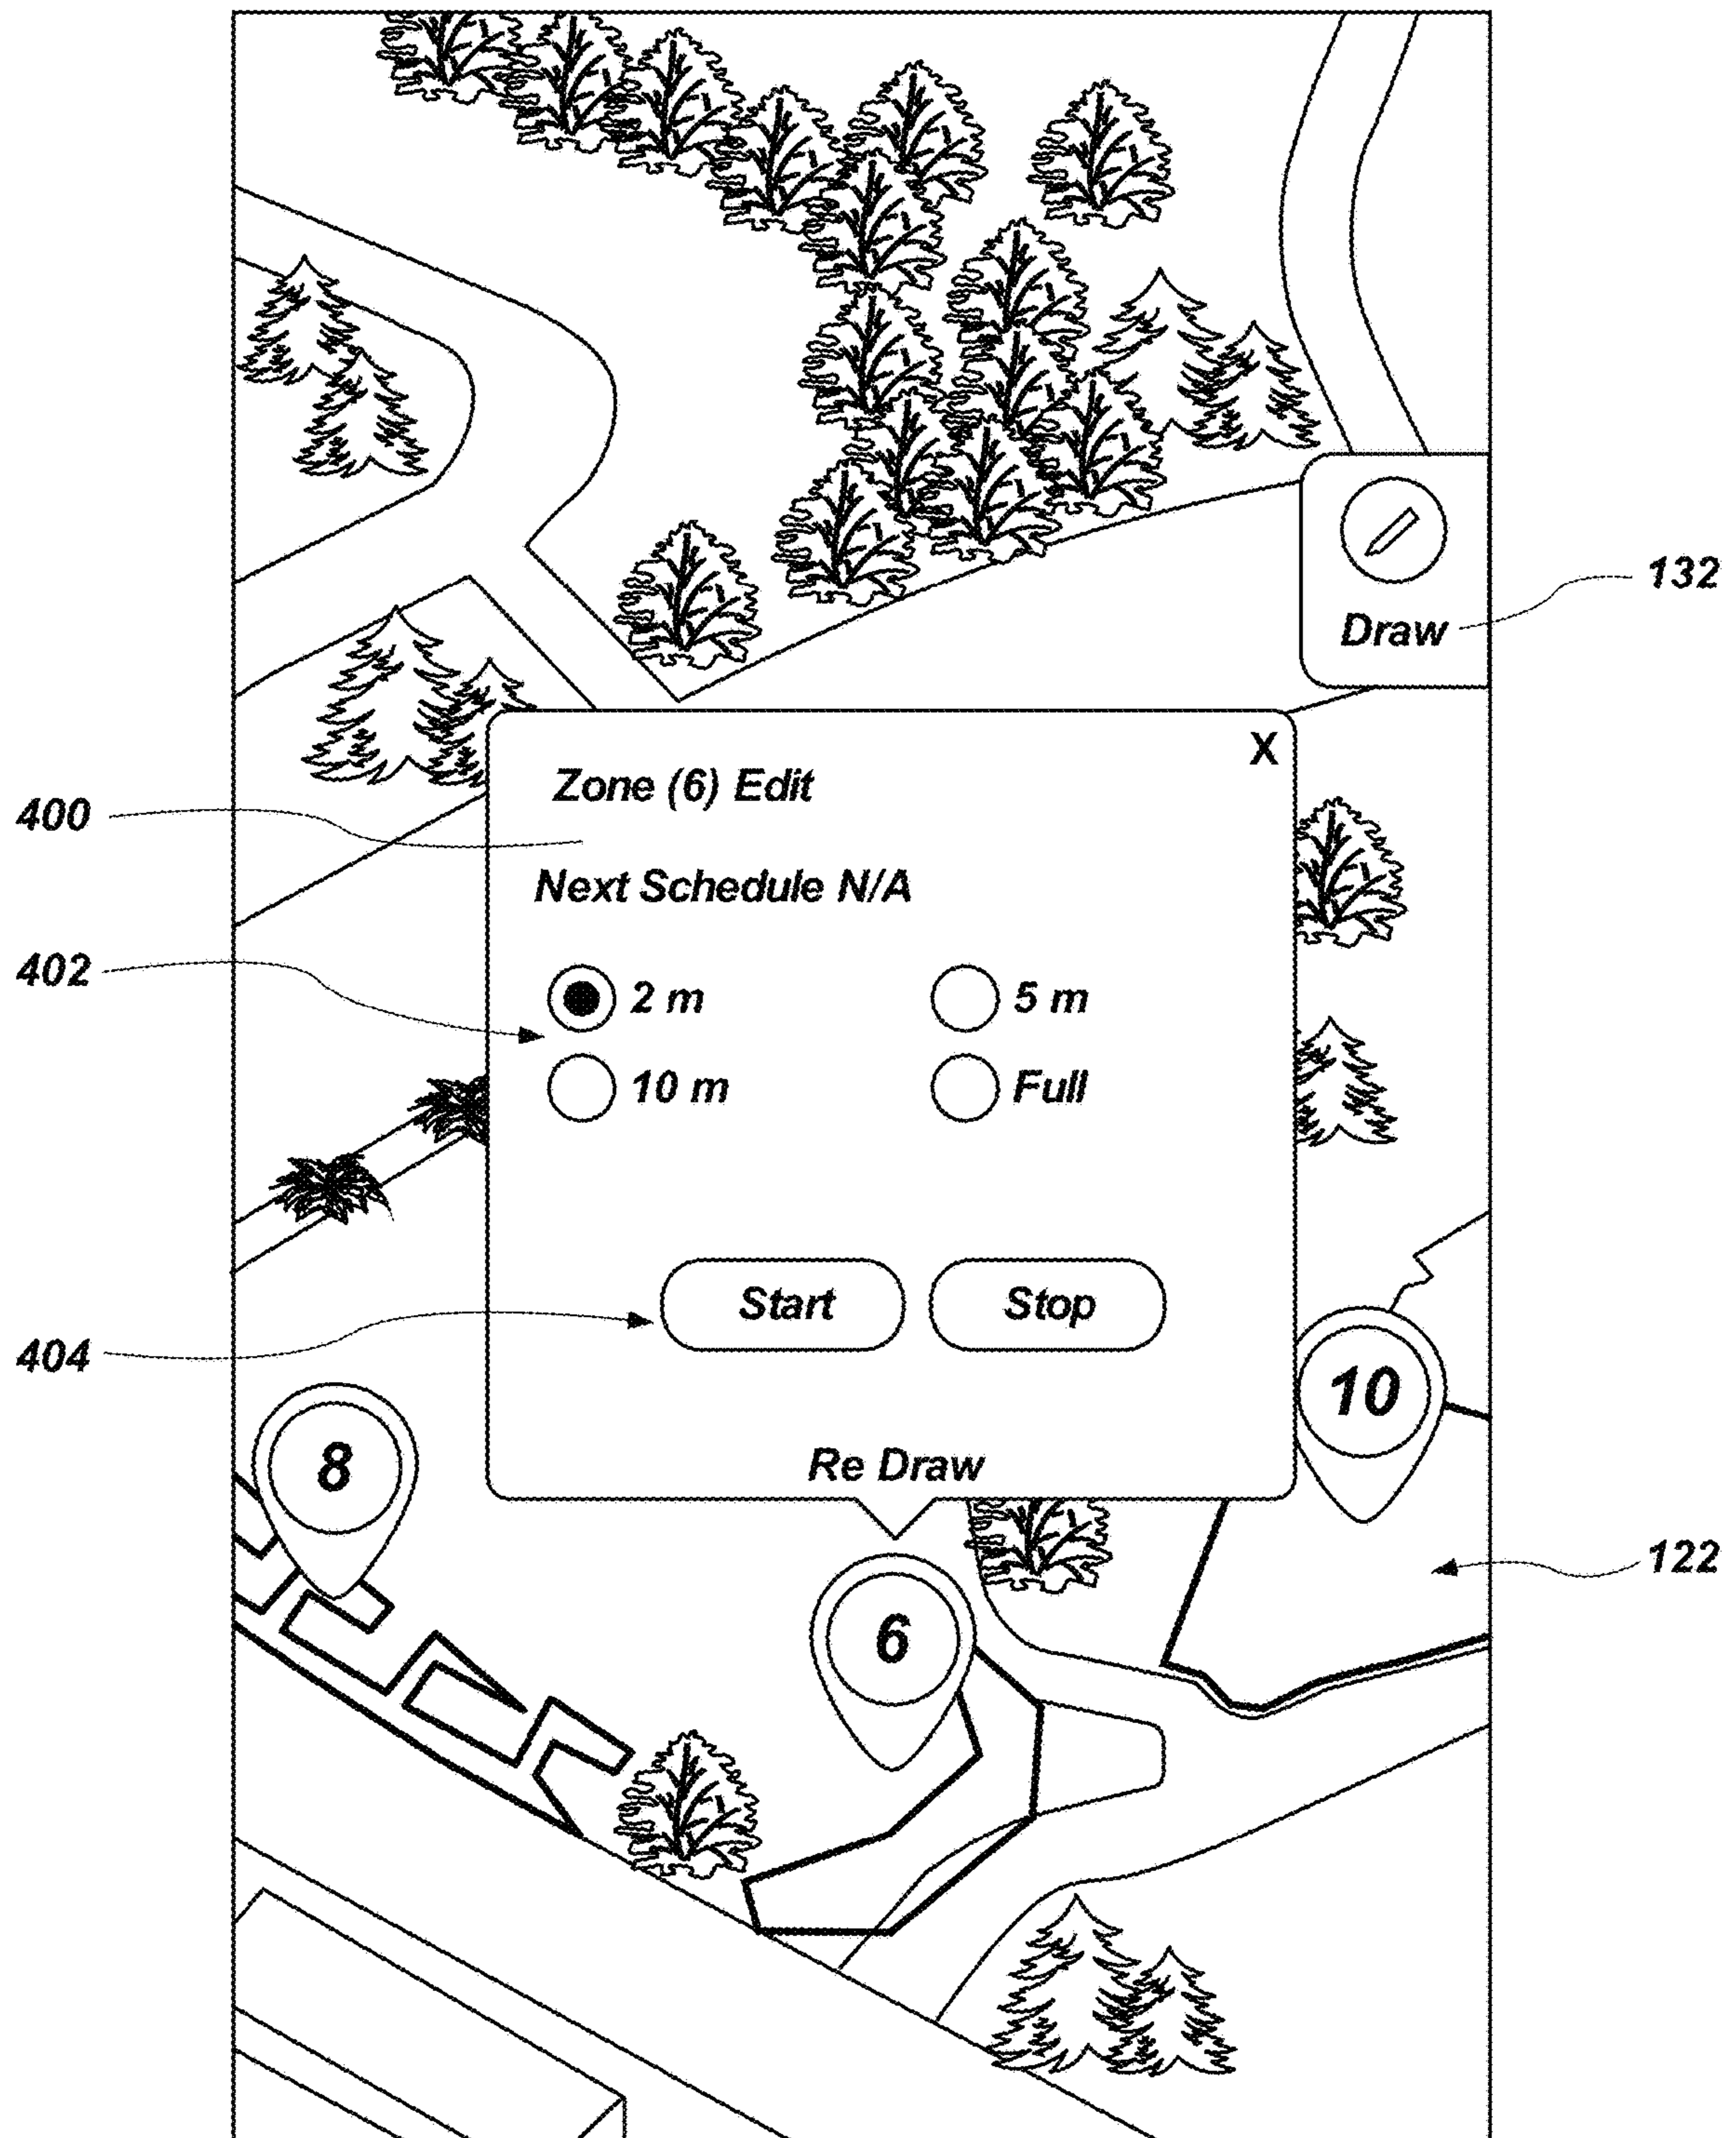 132
Draw
X
Zone (6) Edit
400
Next Schedule N/A
402
2 m
5 m
10 m
Full
Start
Stop
404
10
8
Re Draw
122
6